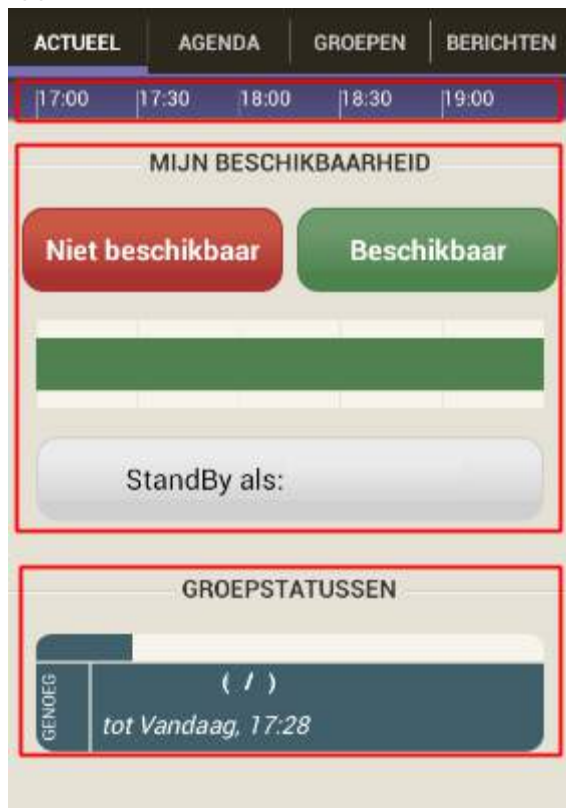 ACTUEEL AGENDA GROEPEN BERICHTEN
17:00 17:30 18:00 18:30 19:00
MIJN BESCHIKBAARHEID
Niet beschikbaar Beschikbaar
StandBy als:
GROEPSTATUSSEN
GENOEG
( / )
tot Vandaag, 17:28